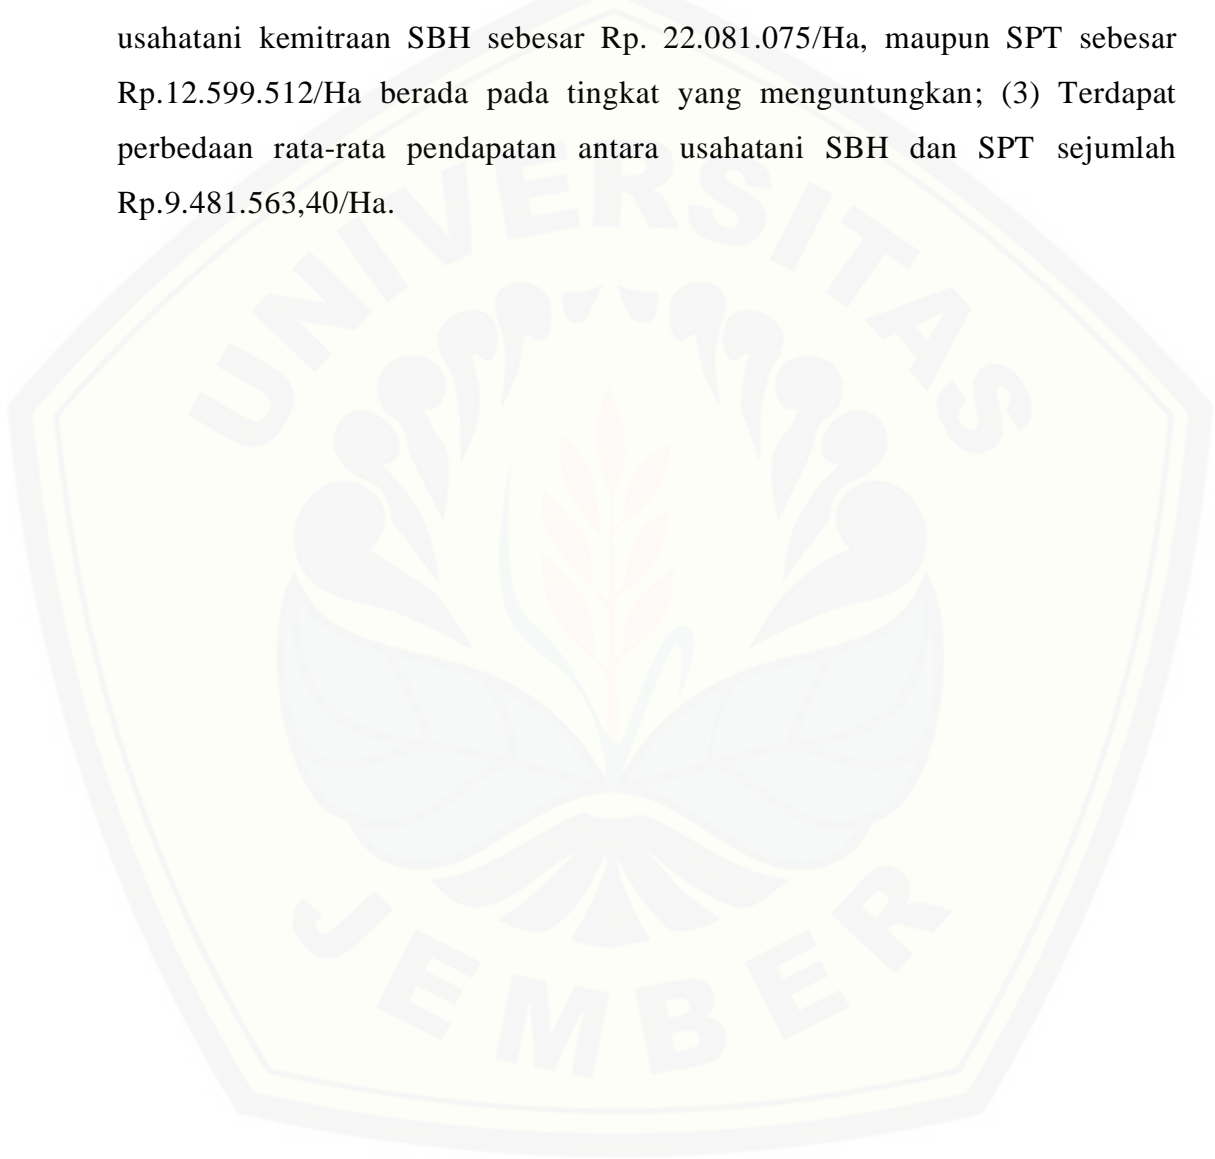 usahatani kemitraan SBH sebesar Rp. 22.081.075/Ha, maupun SPT sebesar
Rp.12.599.512/Ha berada pada tingkat yang menguntungkan; (3) Terdapat
perbedaan rata-rata pendapatan antara usahatani SBH dan SPT sejumlah
Rp.9.481.563,40/Ha.
UNIVERSITAS
JEMBER